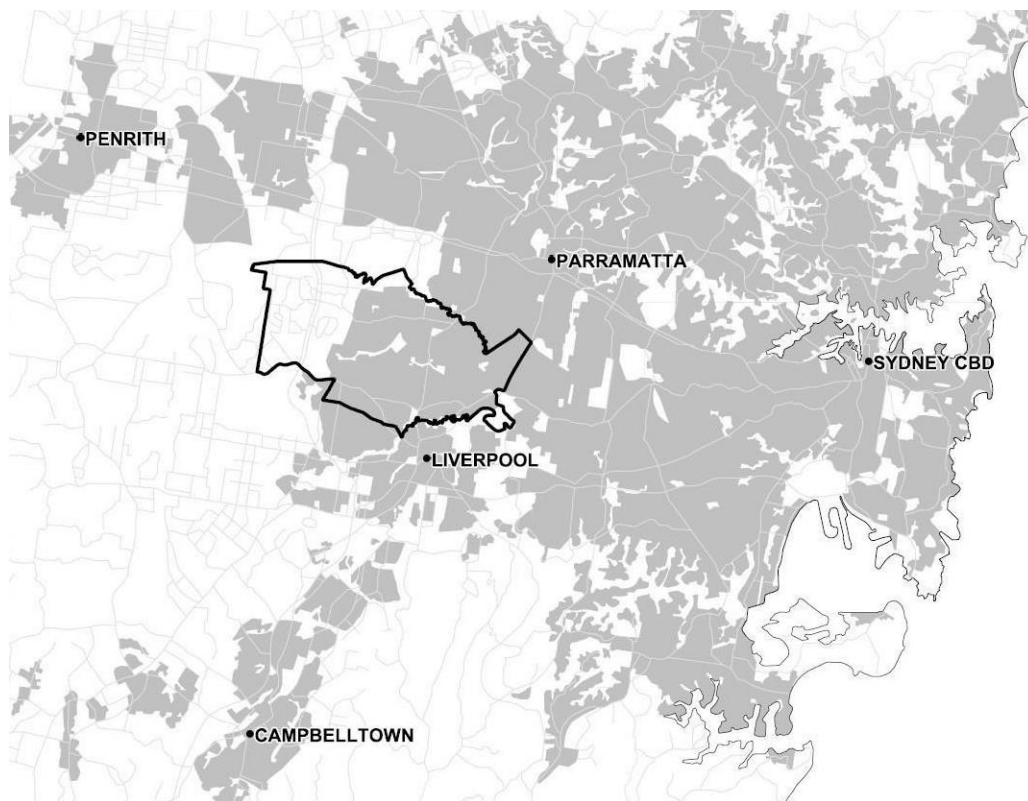 PENRITH
PARRAMATTA
SYDNEY CBD
LIVERPOOL
CAMPBELLTOWN